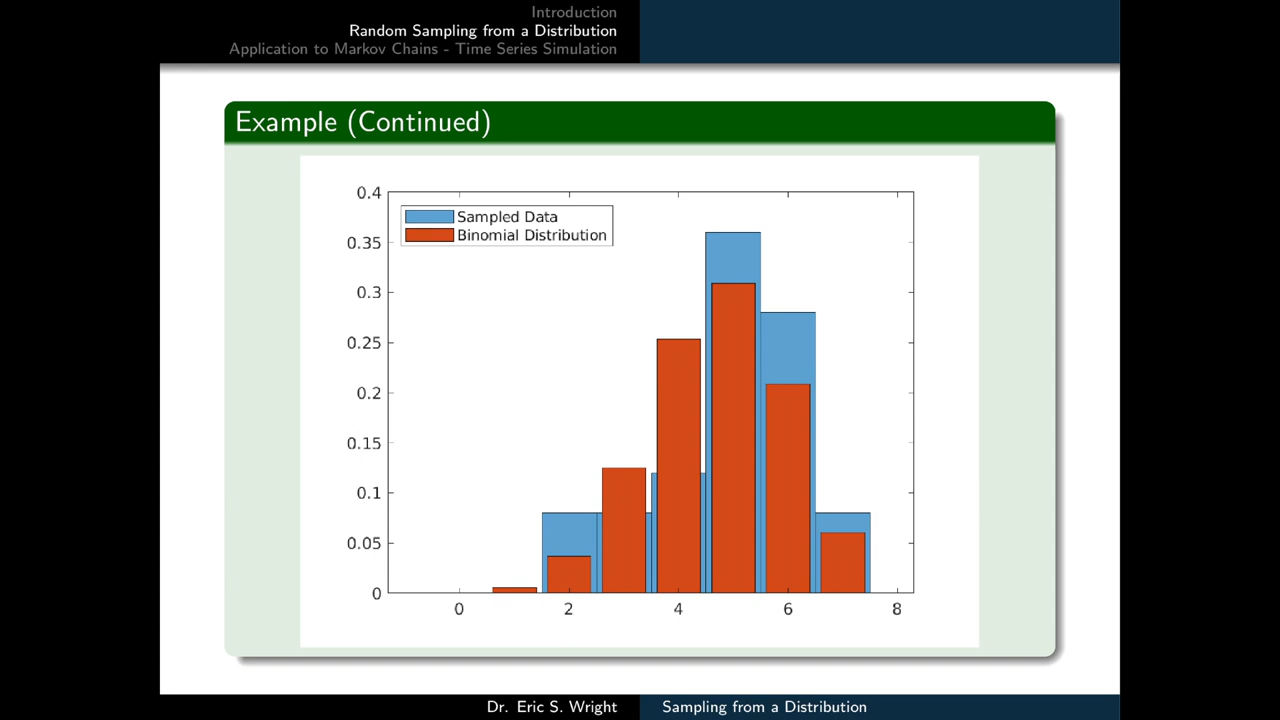 Introduction
Random Sampling from a Distribution
Application to Markov Chains - Time Series Simulation
Example (Continued)
0.4
0.35
0.3
0.25
0.2
0.15
0.1
0.05
0
Sampled Data
Binomial Distribution
0 2 4 6 8
Dr. Eric S. Wright Sampling from a Distribution